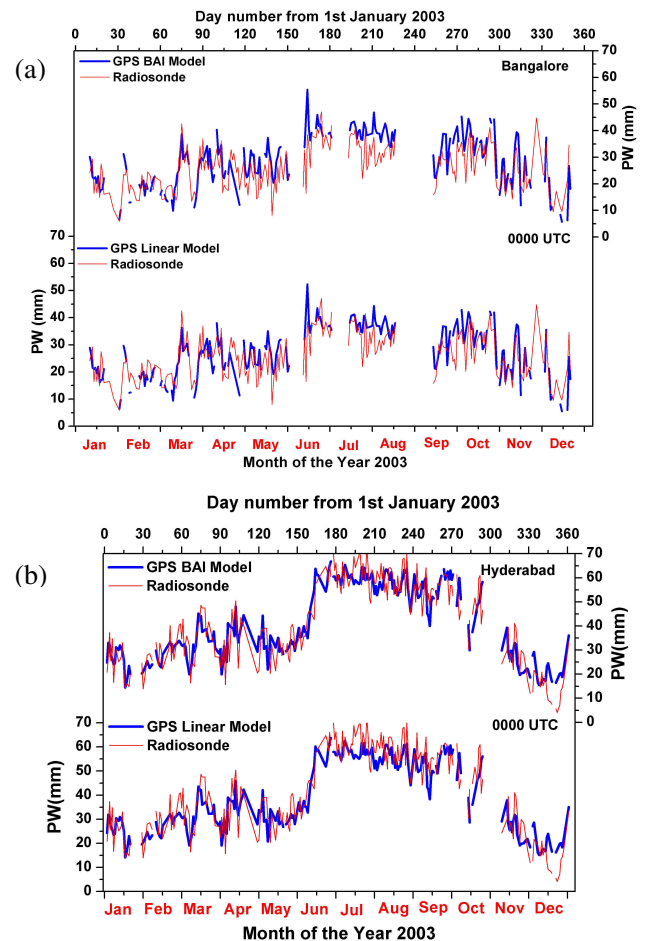 Day number from 1st January 2003
0 30 60 90 120 150 180 210 240 270 300 330 360
(a)
GPS BAI Model
Radiosonde
Bangalore
70
60
50
40
30
20
10
0
PW (mm)
GPS Linear Model
Radiosonde
0000 UTC
70
60
50
40
30
20
10
0
PW (mm)
Jan Feb Mar Apr May Jun Jul Aug Sep Oct Nov Dec
Month of the Year 2003
Day number from 1st January 2003
0 30 60 90 120 150 180 210 240 270 300 330 360
(b)
GPS BAI Model
Radiosonde
Hyderabad
70
60
50
40
30
20
10
0
PW(mm)
GPS Linear Model
Radiosonde
0000 UTC
70
60
50
40
30
20
10
0
PW(mm)
Jan Feb Mar Apr May Jun Jul Aug Sep Oct Nov Dec
Month of the Year 2003